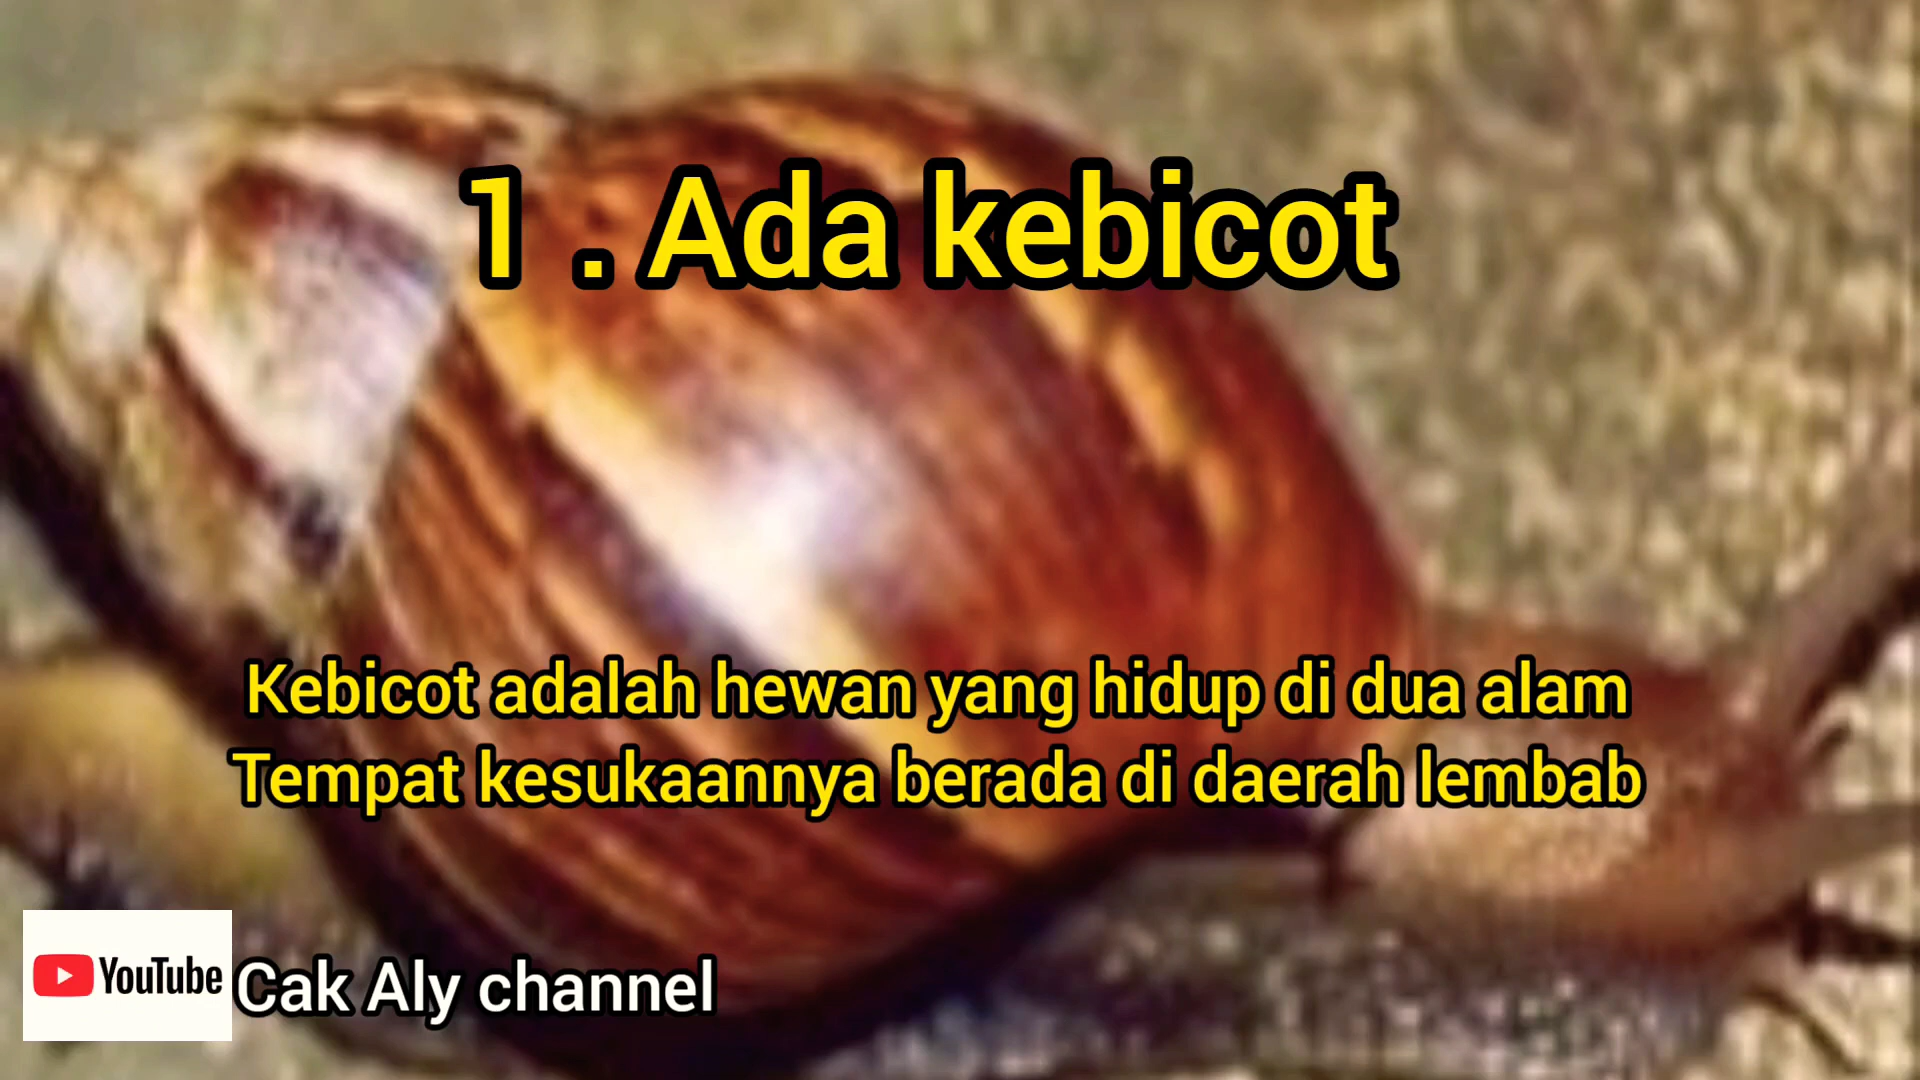 1 . Ada kebicot
Kebicot adalah hewan yang hidup di dua alam
Tempat kesukaannya berada di daerah lembab
YouTube Cak Aly channel